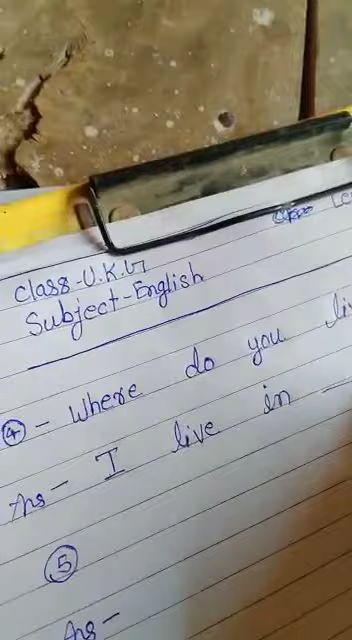 Class-U.K.G
Subject-English
④- Where do you
Ans- I live in
⑤
Ans-